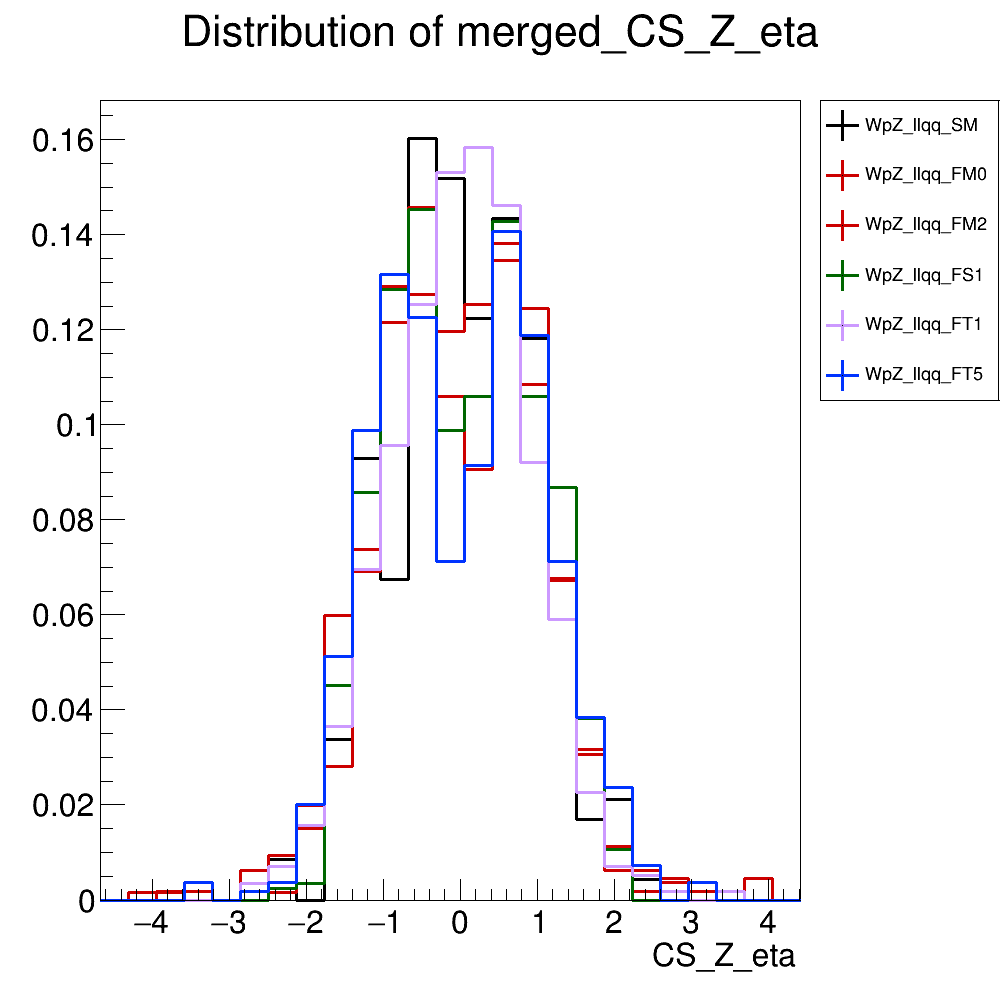 Distribution of merged_CS_Z_eta
0.16
0.14
0.12
0.1
0.08
0.06
0.04
0.02
0
−4 −3 −2 −1 0 1 2 3 4
CS_Z_eta
WpZ_llqq_SM
WpZ_llqq_FM0
WpZ_llqq_FM2
WpZ_llqq_FS1
WpZ_llqq_FT1
WpZ_llqq_FT5